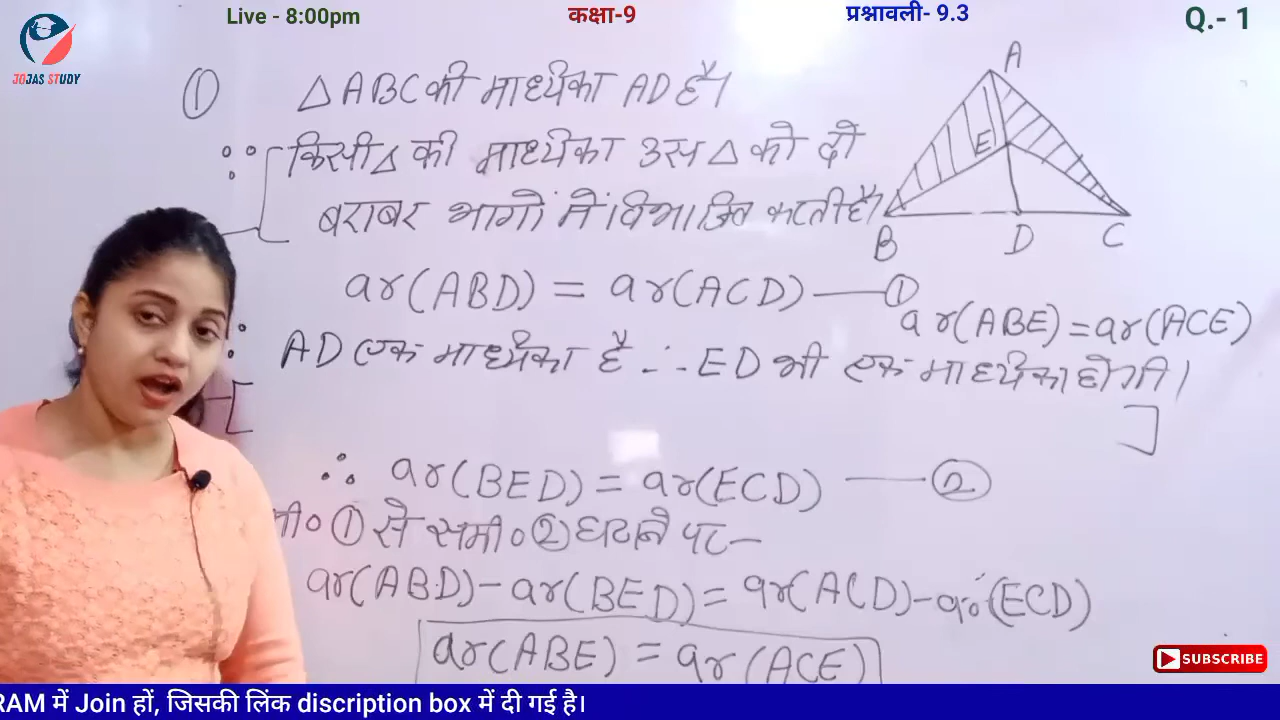 Live - 8:00pm कक्षा-9 प्रश्नावली- 9.3 Q.- 1
JOJAS STUDY
① △ABC की माध्यिका AD है।
∵ किसी △ की माध्यिका उस △ को दो
बराबर भागों में विभाजित करती है।
A
E
B D C
ar(ABD) = ar(ACD) — ①
ar(ABE) = ar(ACE)
∵ AD एक माध्यिका है ∴ ED भी एक माध्यिका होगी।
∴ ar(BED) = ar(ECD) — ②
मी० ① से समी० ② घटाने पर —
ar(ABD) - ar(BED) = ar(ACD) - ar(ECD)
ar(ABE) = ar(ACE)
SUBSCRIBE
RAM में Join हों, जिसकी लिंक discription box में दी गई है।